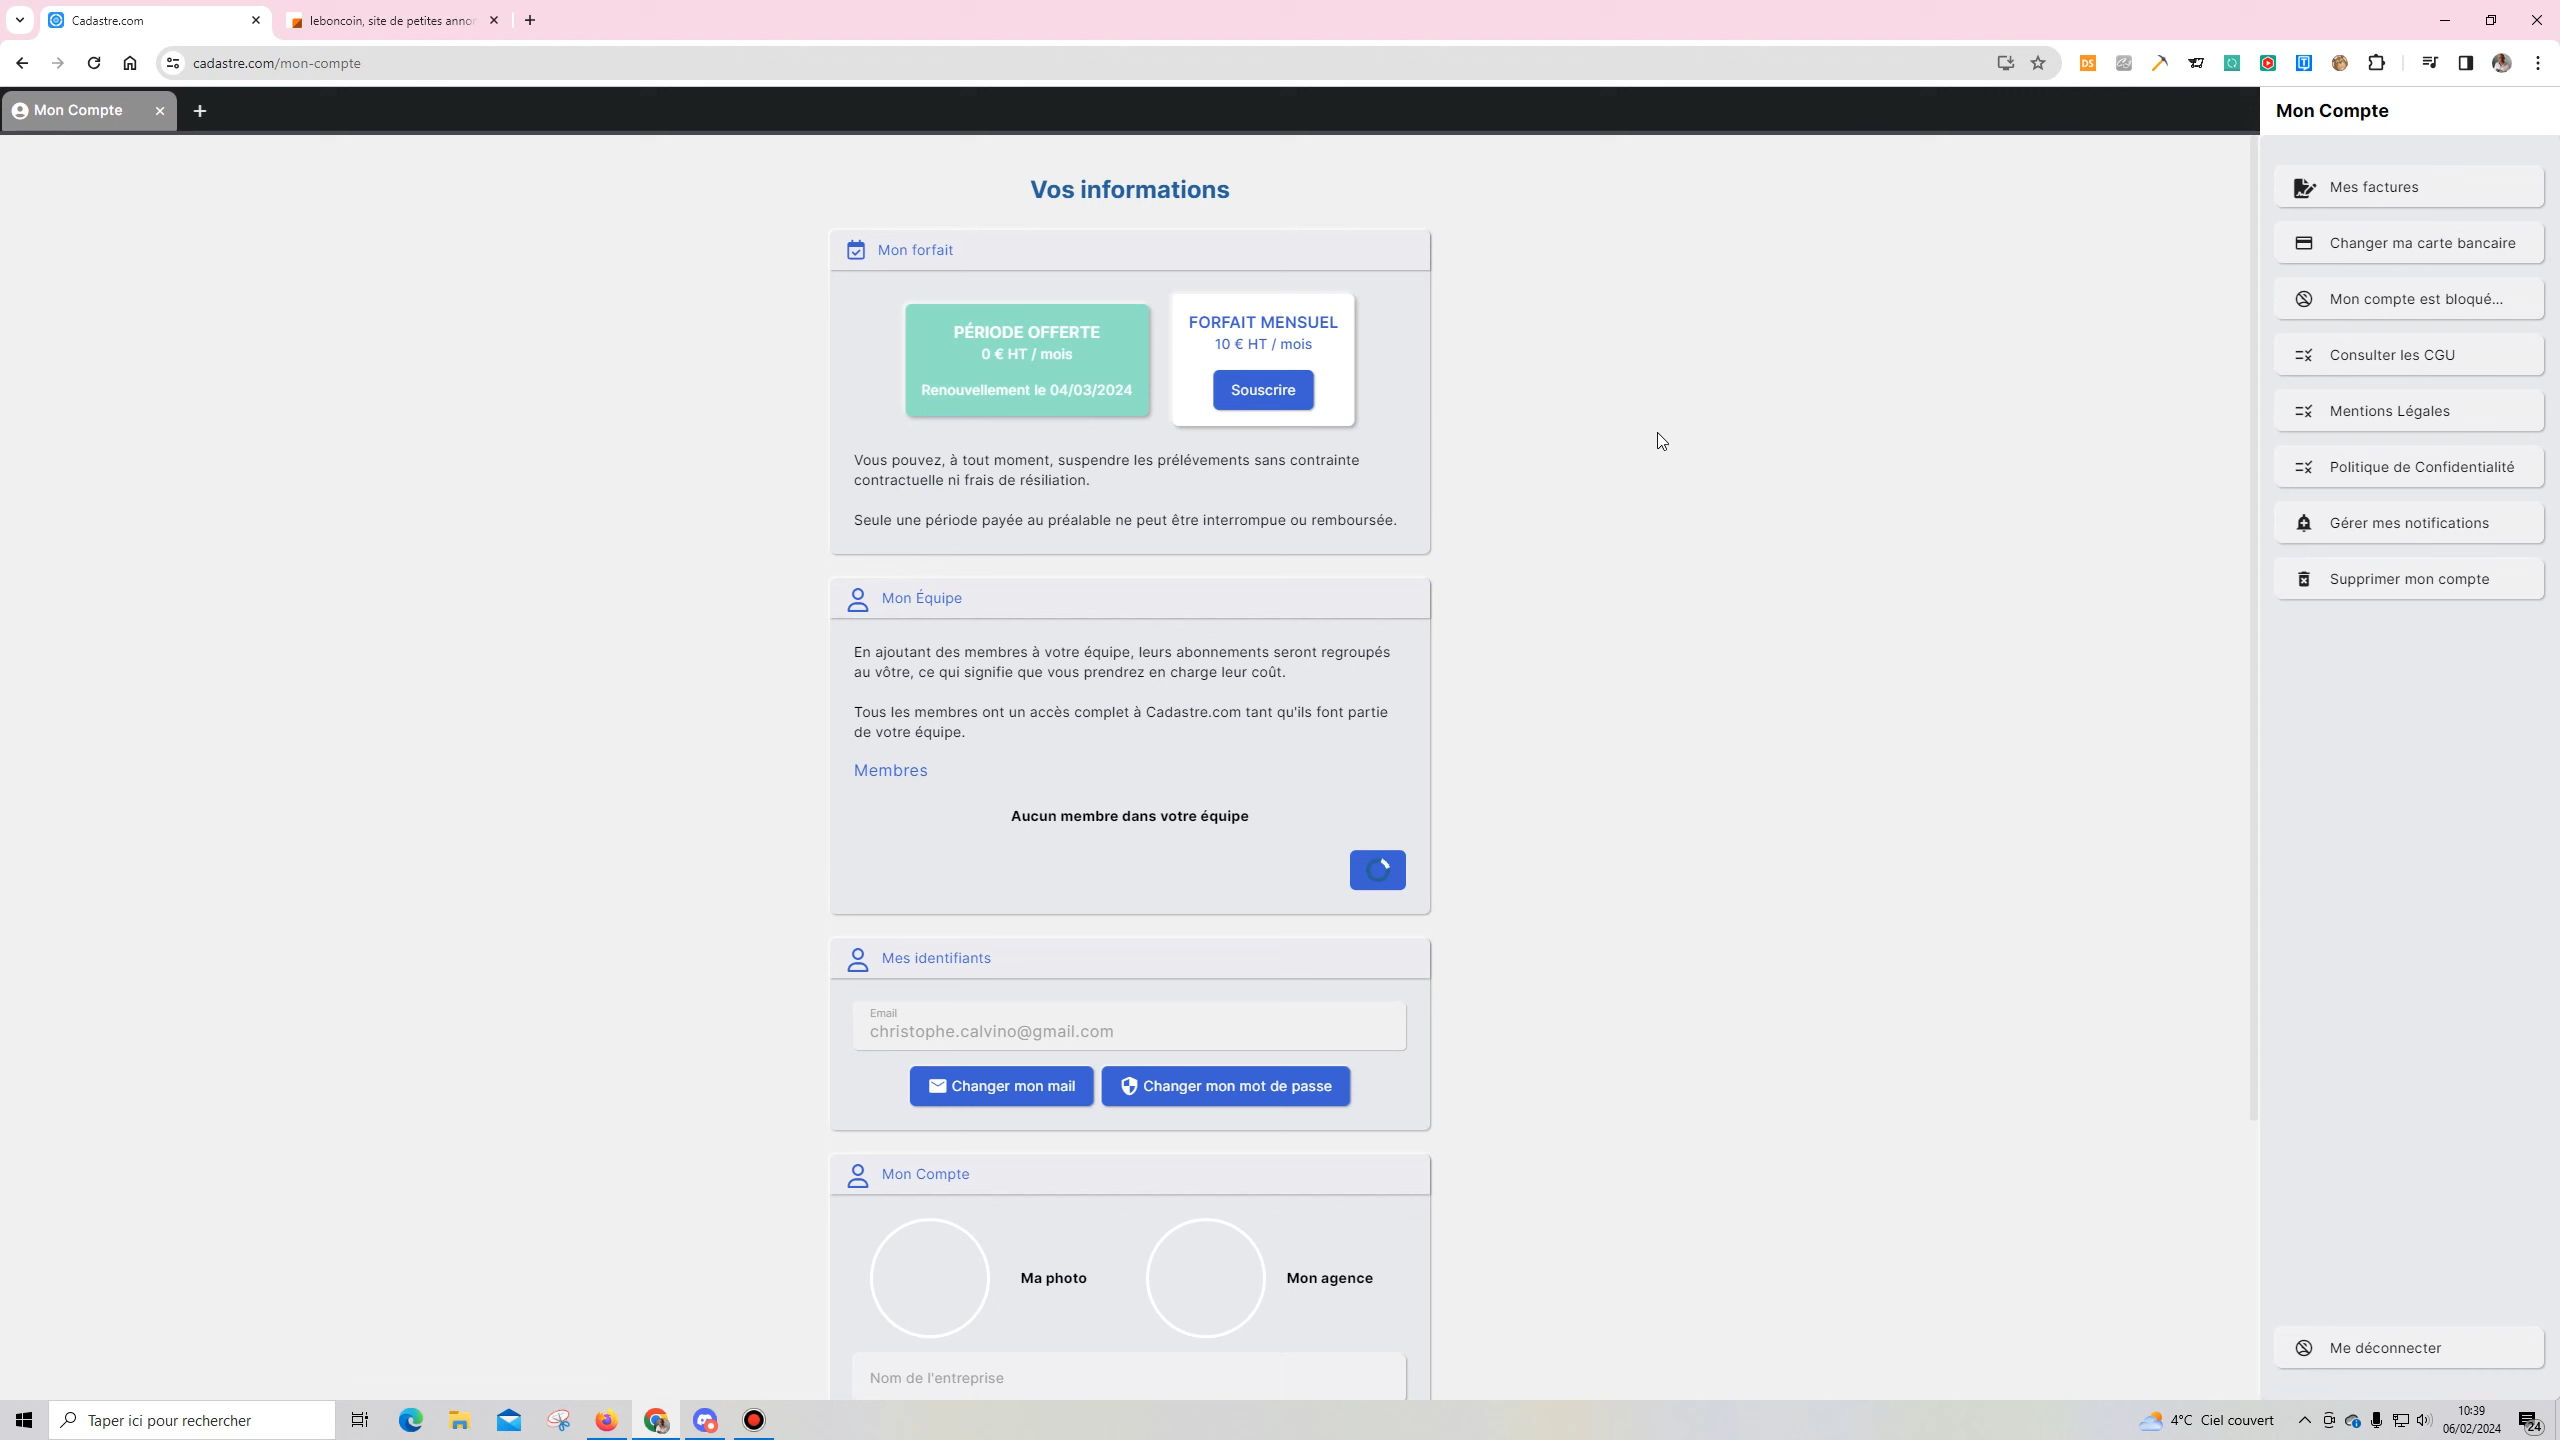 Cadastre.com
leboncoin, site de petites anno
cadastre.com/mon-compte
DS
Mon Compte
Mon Compte
Vos informations
Mon forfait
PÉRIODE OFFERTE
0 € HT / mois
Renouvellement le 04/03/2024
FORFAIT MENSUEL
10 € HT / mois
Souscrire
Vous pouvez, à tout moment, suspendre les prélévements sans contrainte
contractuelle ni frais de résiliation.
Seule une période payée au préalable ne peut être interrompue ou remboursée.
Mon Équipe
En ajoutant des membres à votre équipe, leurs abonnements seront regroupés
au vôtre, ce qui signifie que vous prendrez en charge leur coût.
Tous les membres ont un accès complet à Cadastre.com tant qu'ils font partie
de votre équipe.
Membres
Aucun membre dans votre équipe
Mes identifiants
Email
christophe.calvino@gmail.com
Changer mon mail
Changer mon mot de passe
Mon Compte
Ma photo
Mon agence
Nom de l'entreprise
Mes factures
Changer ma carte bancaire
Mon compte est bloqué...
Consulter les CGU
Mentions Légales
Politique de Confidentialité
Gérer mes notifications
Supprimer mon compte
Me déconnecter
Taper ici pour rechercher
4°C Ciel couvert
10:39
06/02/2024
24